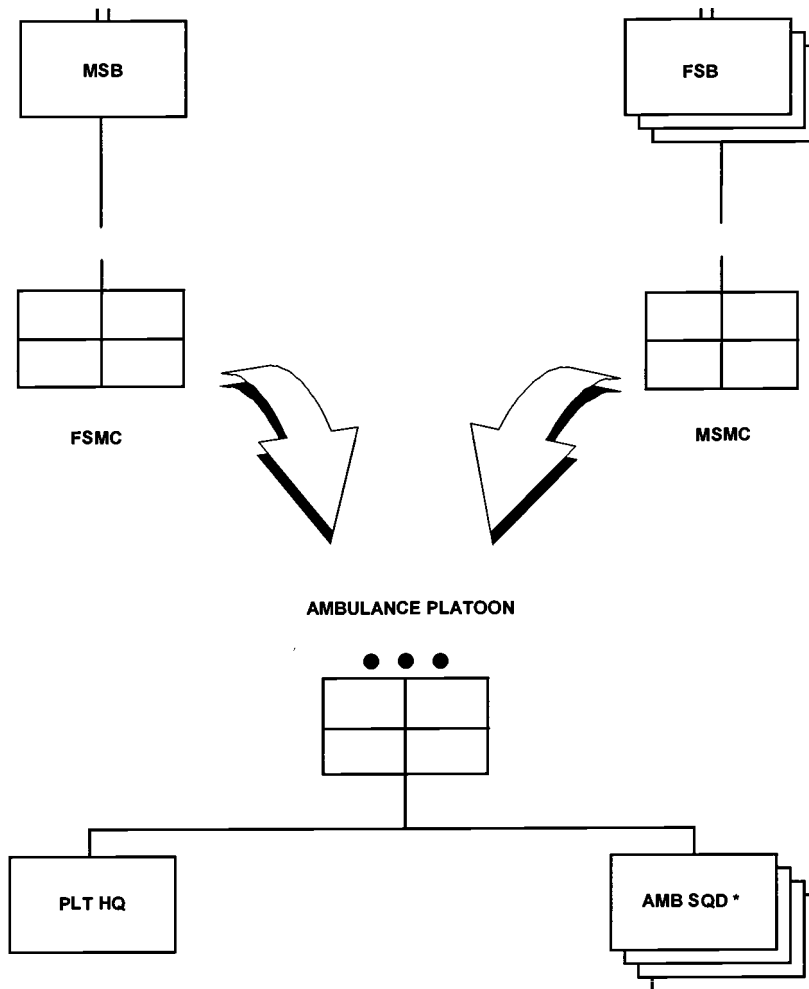 MSB
FSB
FSMC
MSMC
AMBULANCE PLATOON
PLT HQ
AMB SQD *